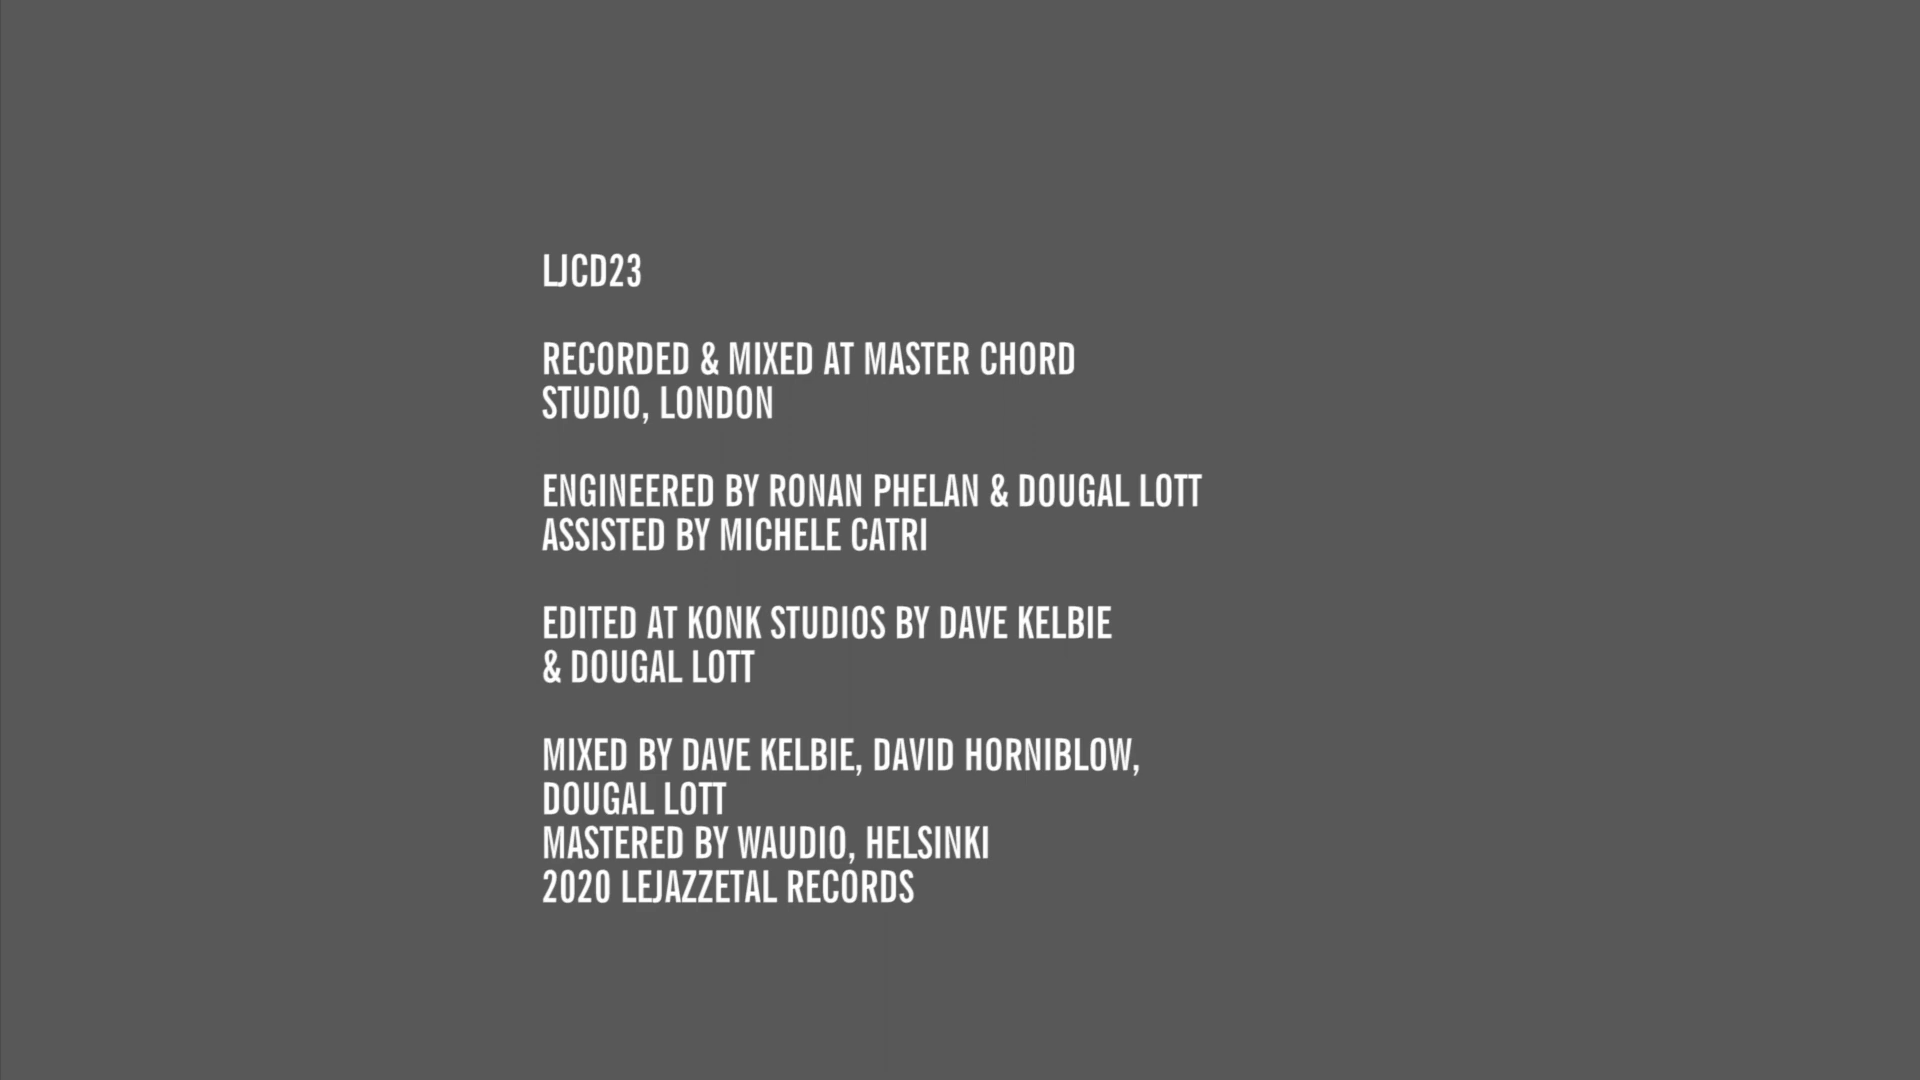 LJCD23
RECORDED & MIXED AT MASTER CHORD
STUDIO, LONDON
ENGINEERED BY RONAN PHELAN & DOUGAL LOTT
ASSISTED BY MICHELE CATRI
EDITED AT KONK STUDIOS BY DAVE KELBIE
& DOUGAL LOTT
MIXED BY DAVE KELBIE, DAVID HORNIBLOW,
DOUGAL LOTT
MASTERED BY WAUDIO, HELSINKI
2020 LEJAZZETAL RECORDS